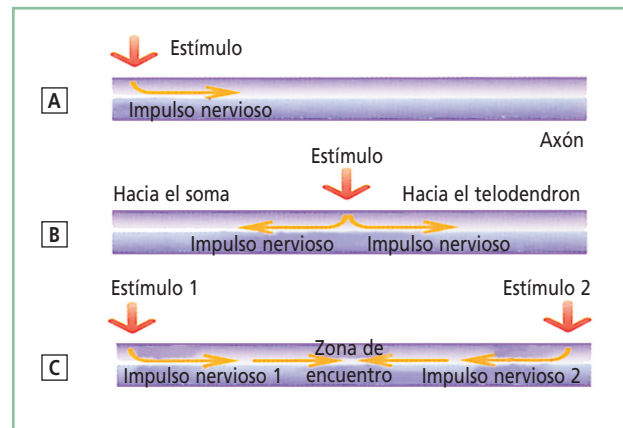 Estímulo
A
Impulso nervioso
Axón
Estímulo
Hacia el soma
Hacia el telodendron
B
Impulso nervioso
Impulso nervioso
Estímulo 1
Estímulo 2
C
Zona de
encuentro
Impulso nervioso 1
Impulso nervioso 2